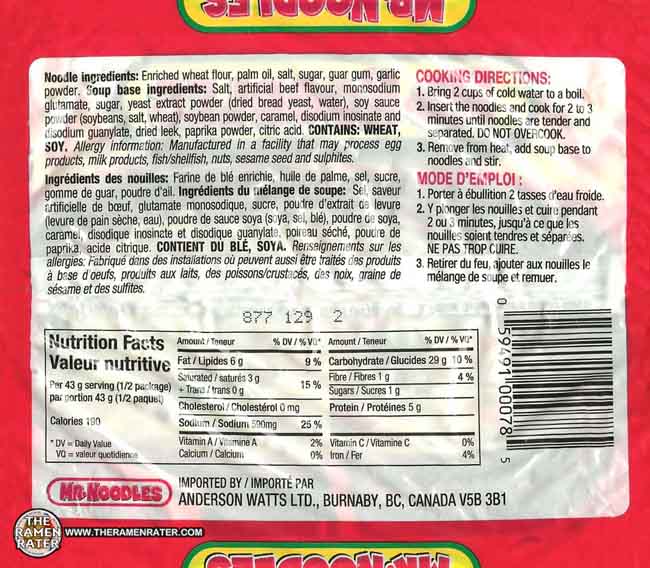 MR. NOODLES
Noodle ingredients: Enriched wheat flour, palm oil, salt, sugar, guar gum, garlic
powder. Soup base ingredients: Salt, artificial beef flavour, monosodium
glutamate, sugar, yeast extract powder (dried bread yeast, water), soy sauce
powder (soybeans, salt, wheat), soybean powder, caramel, disodium inosinate and
disodium guanylate, dried leek, paprika powder, citric acid. CONTAINS: WHEAT,
SOY. Allergy information: Manufactured in a facility that may process egg
products, milk products, fish/shellfish, nuts, sesame seed and sulphites.
Ingrédients des nouilles: Farine de blé enrichie, huile de palme, sel, sucre,
gomme de guar, poudre d'ail. Ingrédients du mélange de soupe: Sel, saveur
artificielle de bœuf, glutamate monosodique, sucre, poudre d'extrait de levure
(levure de pain sèche, eau), poudre de sauce soya (soya, sel, blé), poudre de soya,
caramel, disodique inosinate et disodique guanylate, poireau séché, poudre de
paprika, acide citrique. CONTIENT DU BLÉ, SOYA. Renseignements sur les
allergies: Fabriqué dans des installations où peuvent aussi être traités des produits
à base d'oeufs, produits aux laits, des poissons/crustacés, des noix, graine de
sésame et des sulfites.
COOKING DIRECTIONS:
1. Bring 2 cups of cold water to a boil.
2. Insert the noodles and cook for 2 to 3
minutes until noodles are tender and
separated. DO NOT OVERCOOK.
3. Remove from heat, add soup base to
noodles and stir.
MODE D'EMPLOI :
1. Porter à ébullition 2 tasses d'eau froide.
2. Y plonger les nouilles et cuire pendant
2 ou 3 minutes, jusqu'à ce que les
nouilles soient tendres et séparées.
NE PAS TROP CUIRE.
3. Retirer du feu, ajouter aux nouilles le
mélange de soupe et remuer.
877 129 2
Nutrition Facts
Valeur nutritive
Per 43 g serving (1/2 package)
par portion 43 g (1/2 paquet)
Calories 190
* DV = Daily Value
VQ = valeur quotidienne
Amount / Teneur % DV / % VQ*
Fat / Lipides 6 g 9 %
Saturated / saturés 3 g
+ Trans / trans 0 g 15 %
Cholesterol / Cholestérol 0 mg
Sodium / Sodium 590mg 25 %
Vitamin A / Vitamine A 2%
Calcium / Calcium 0%
Amount / Teneur % DV / % VQ*
Carbohydrate / Glucides 29 g 10 %
Fibre / Fibres 1 g 4 %
Sugars / Sucres 1 g
Protein / Protéines 5 g
Vitamin C / Vitamine C 0%
Iron / Fer 4%
0 59491 00078 5
MR. NOODLES
IMPORTED BY / IMPORTÉ PAR
ANDERSON WATTS LTD., BURNABY, BC, CANADA V5B 3B1
THE
RAMEN
RATER
WWW.THERAMENRATER.COM
MR. NOODLES